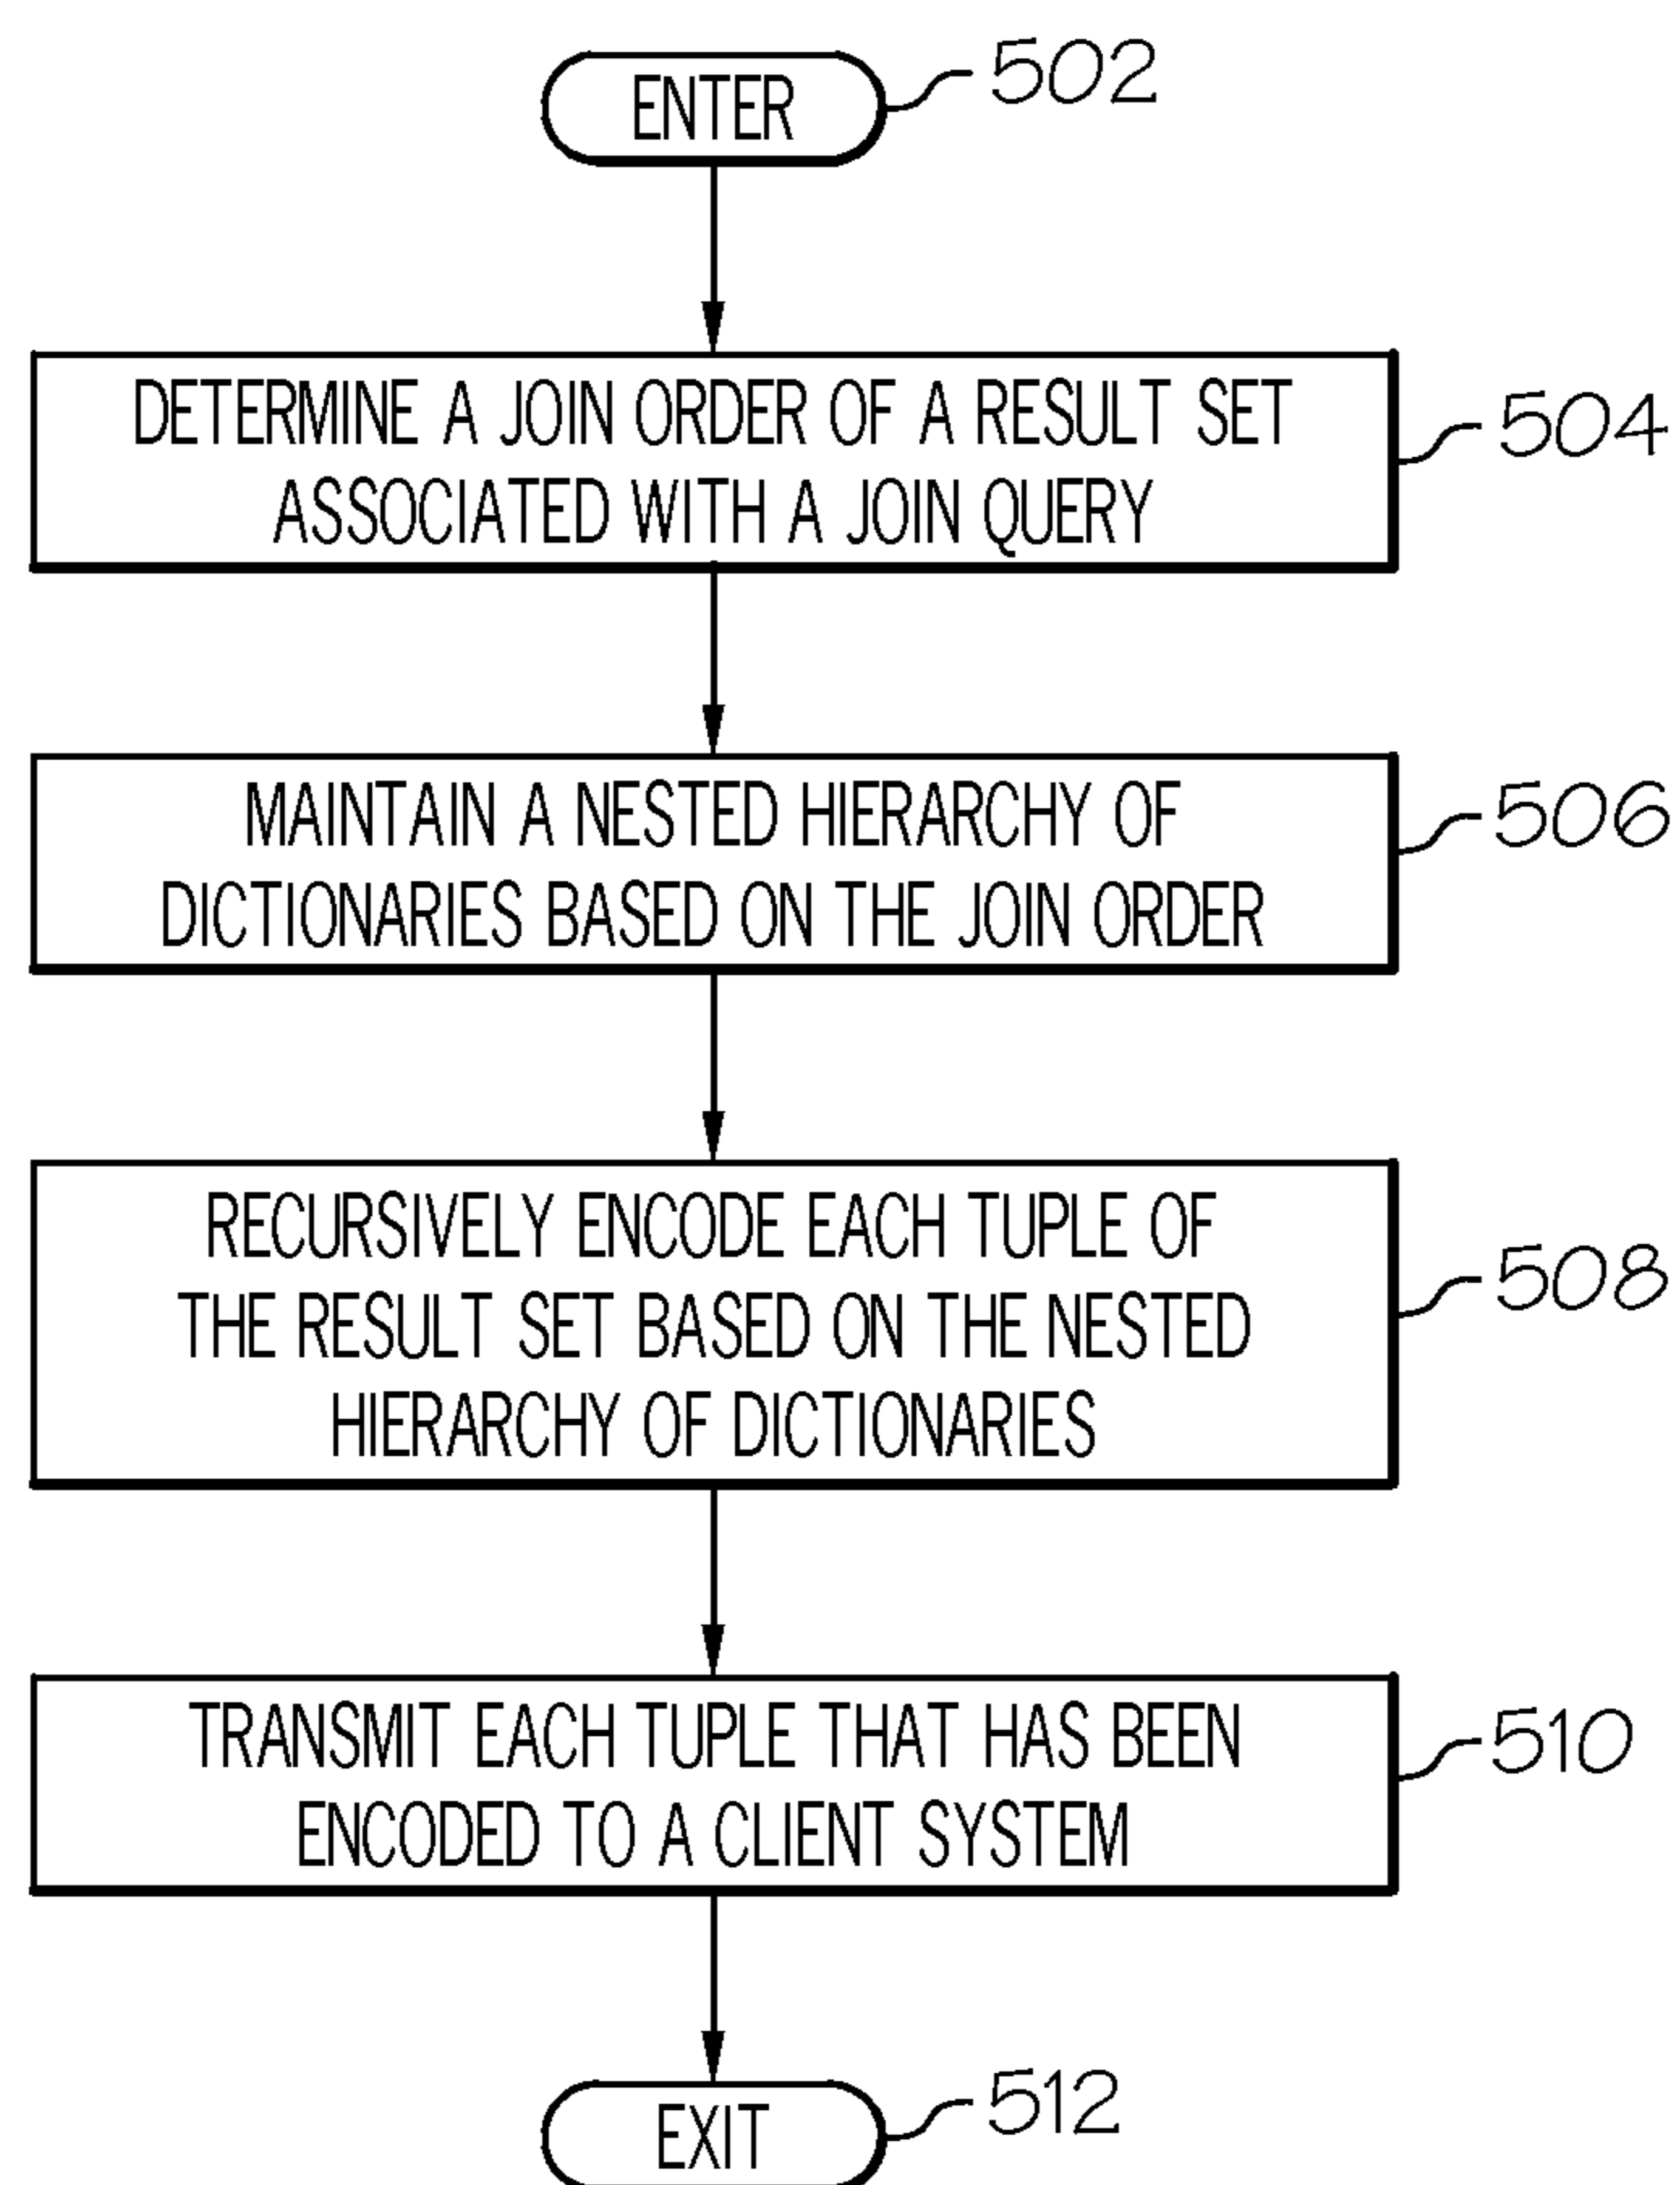 ENTER
502
DETERMINE A JOIN ORDER OF A RESULT SET
ASSOCIATED WITH A JOIN QUERY
504
MAINTAIN A NESTED HIERARCHY OF
DICTIONARIES BASED ON THE JOIN ORDER
506
RECURSIVELY ENCODE EACH TUPLE OF
THE RESULT SET BASED ON THE NESTED
HIERARCHY OF DICTIONARIES
508
TRANSMIT EACH TUPLE THAT HAS BEEN
ENCODED TO A CLIENT SYSTEM
510
EXIT
512